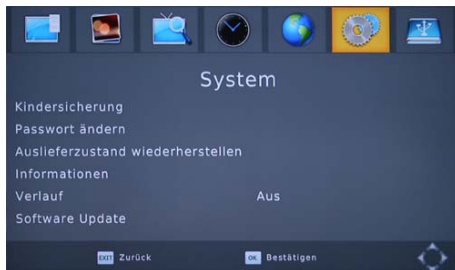 System
Kindersicherung
Passwort ändern
Auslieferzustand wiederherstellen
Informationen
Verlauf Aus
Software Update
EXIT Zurück OK Bestätigen